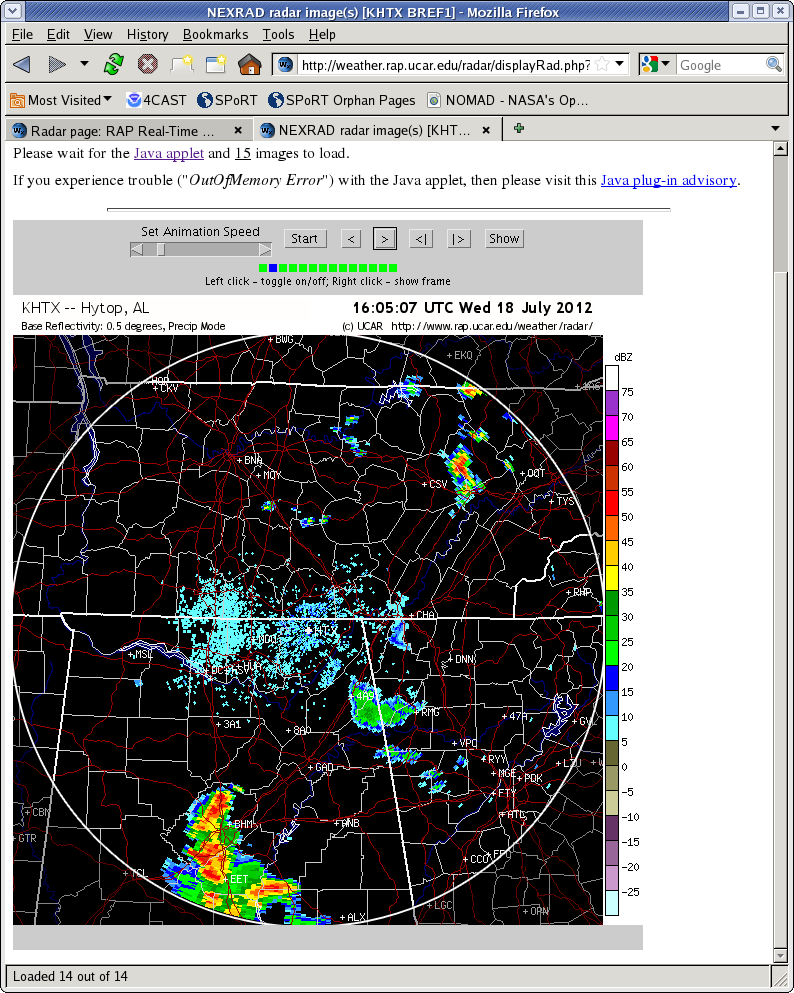 NEXRAD radar image(s) [KHTX BREF1] - Mozilla Firefox
File Edit View History Bookmarks Tools Help
http://weather.rap.ucar.edu/radar/displayRad.php? Google
Most Visited 4CAST SPoRT SPoRT Orphan Pages NOMAD - NASA's Op...
Radar page: RAP Real-Time ... NEXRAD radar image(s) [KHT...
Please wait for the Java applet and 15 images to load.
If you experience trouble ("OutOfMemory Error") with the Java applet, then please visit this Java plug-in advisory.
Set Animation Speed
Start < > <| |> Show
Left click - toggle on/off; Right click - show frame
KHTX -- Hytop, AL 16:05:07 UTC Wed 18 July 2012
Base Reflectivity: 0.5 degrees, Precip Mode (c) UCAR http://www.rap.ucar.edu/weather/radar/
dBZ
75
70
65
60
55
50
45
40
35
30
25
20
15
10
5
0
-5
-10
-15
-20
-25
BWG
EKQ
CKV
BNA
MQY
CSV
OQT
TYS
RHP
CHA
MSL
DNN
3A1
8A0
RMG
47A
VPC
RYY
GAD
MGE
PDK
FTY
ATL
BHM
ANB
GTR
CCO
TCL
EET
LGC
ALX
Loaded 14 out of 14